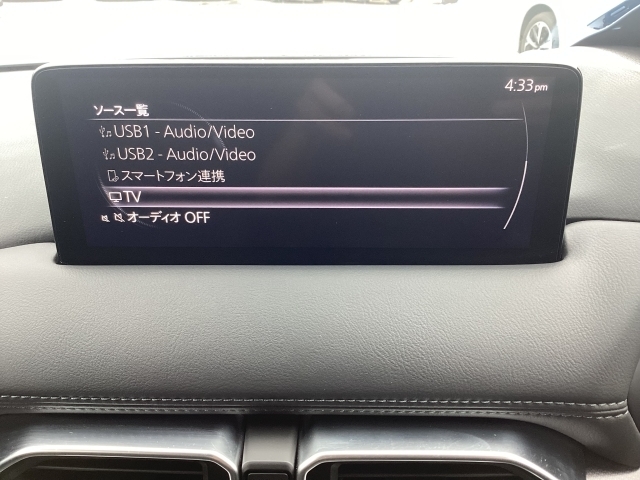 4:33pm
ソース一覧
USB1 - Audio/Video
USB2 - Audio/Video
スマートフォン連携
TV
オーディオ OFF